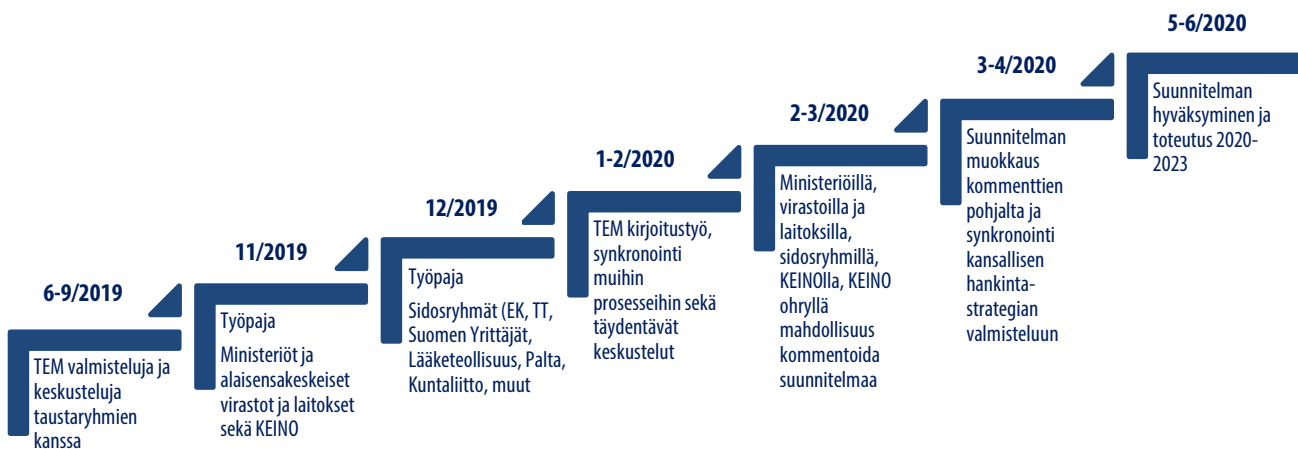 6-9/2019
TEM valmisteluja ja
keskusteluja
taustaryhmien
kanssa
11/2019
Työpaja
Ministeriöt ja
alaisensakeskeiset
virastot ja laitokset
sekä KEINO
12/2019
Työpaja
Sidosryhmät (EK, TT,
Suomen Yrittäjät,
Lääketeollisuus, Palta,
Kuntaliitto, muut
1-2/2020
TEM kirjoitustyö,
synkronointi
muihin
prosesseihin sekä
täydentävät
keskustelut
2-3/2020
Ministeriöillä,
virastoilla ja
laitoksilla,
sidosryhmillä,
KEINOlla, KEINO
ohryllä
mahdollisuus
kommentoida
suunnitelmaa
3-4/2020
Suunnitelman
muokkaus
kommenttien
pohjalta ja
synkronointi
kansallisen
hankinta-
strategian
valmisteluun
5-6/2020
Suunnitelman
hyväksyminen ja
toteutus 2020-
2023